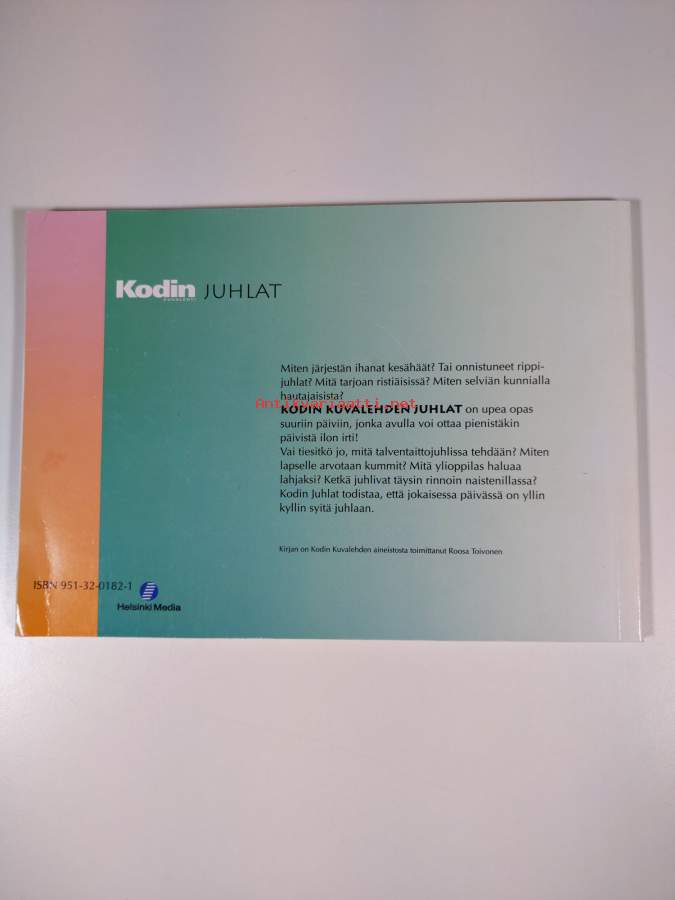 Kodin JUHLAT
KUVALEHTI
Miten järjestän ihanat kesähäät? Tai onnistuneet rippi-
juhlat? Mitä tarjoan ristiäisissä? Miten selviän kunnialla
hautajaisista?
Antikvariaatti.net
KODIN KUVALEHDEN JUHLAT on upea opas
suuriin päiviin, jonka avulla voi ottaa pienistäkin
päivistä ilon irti!
Vai tiesitkö jo, mitä talventaittojuhlissa tehdään? Miten
lapselle arvotaan kummit? Mitä ylioppilas haluaa
lahjaksi? Ketkä juhlivat täysin rinnoin naistenillassa?
Kodin Juhlat todistaa, että jokaisessa päivässä on yllin
kyllin syitä juhlaan.
Kirjan on Kodin Kuvalehden aineistosta toimittanut Roosa Toivonen
ISBN 951-32-0182-1
Helsinki Media